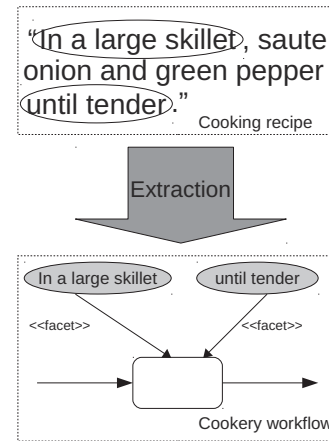 “In a large skillet, saute
onion and green pepper
until tender.”
Cooking recipe
Extraction
In a large skillet
until tender
<<facet>>
<<facet>>
Cookery workflow